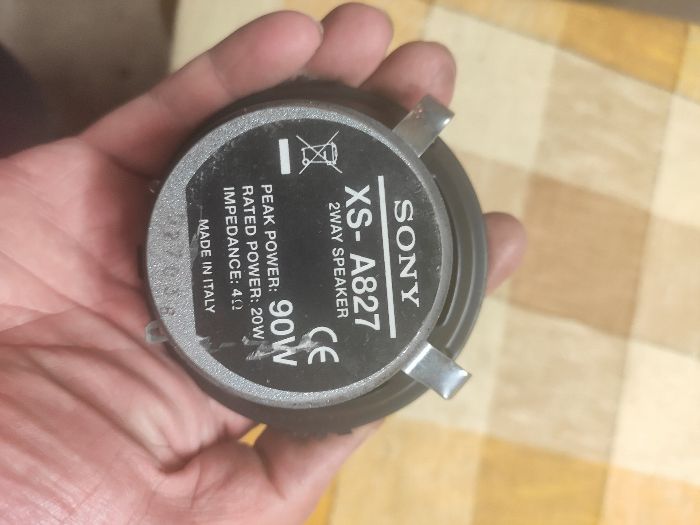 SONY
XS- A827
2WAY SPEAKER
CE
PEAK POWER: 90W
RATED POWER: 20W
IMPEDANCE: 4Ω
MADE IN ITALY